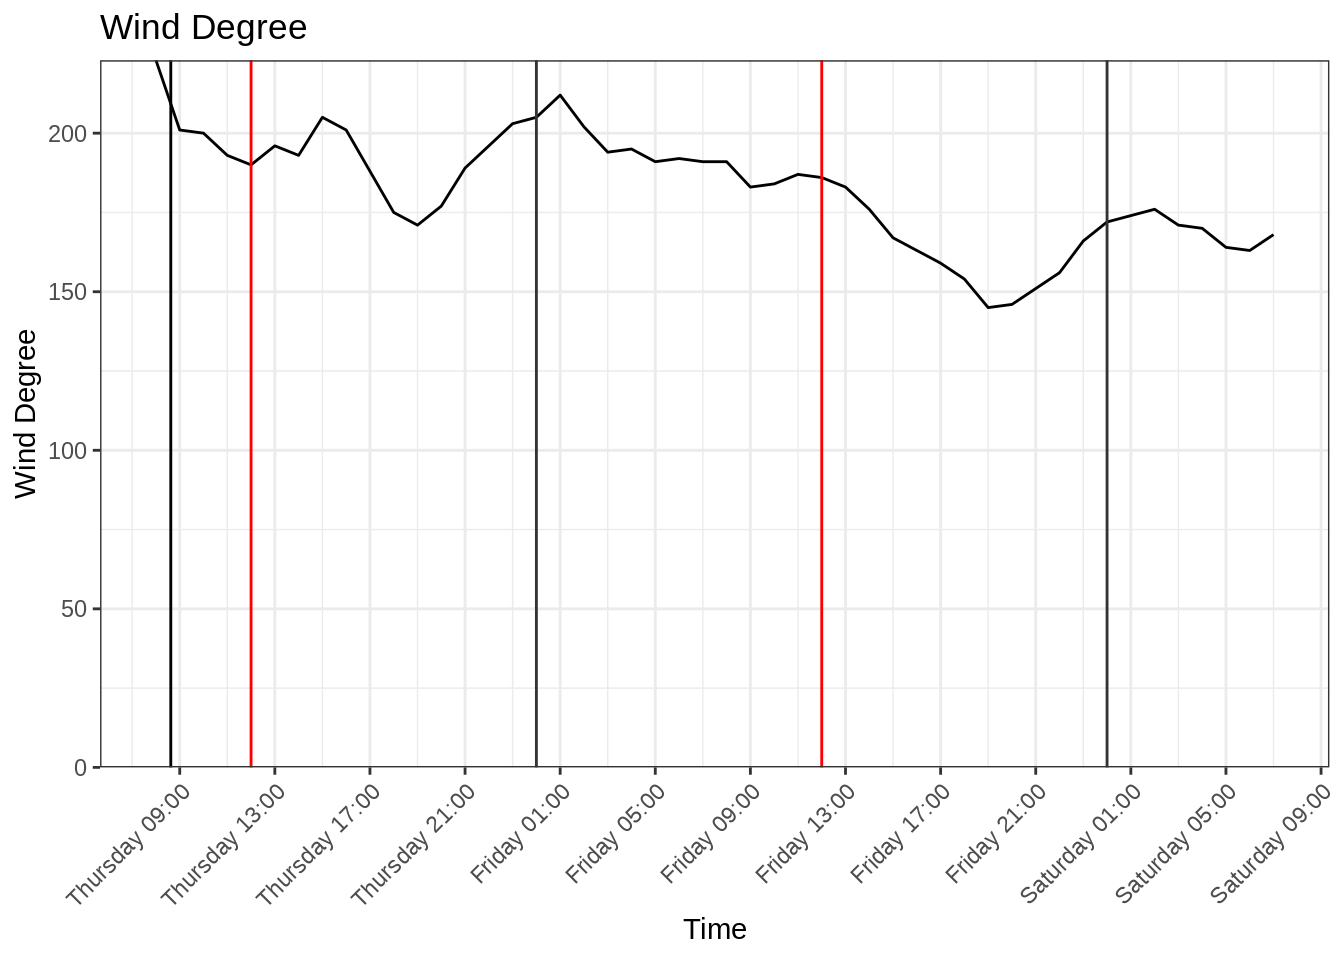 Wind Degree
Wind Degree
200
150
100
50
0
Thursday 09:00
Thursday 13:00
Thursday 17:00
Thursday 21:00
Friday 01:00
Friday 05:00
Friday 09:00
Friday 13:00
Friday 17:00
Friday 21:00
Saturday 01:00
Saturday 05:00
Saturday 09:00
Time